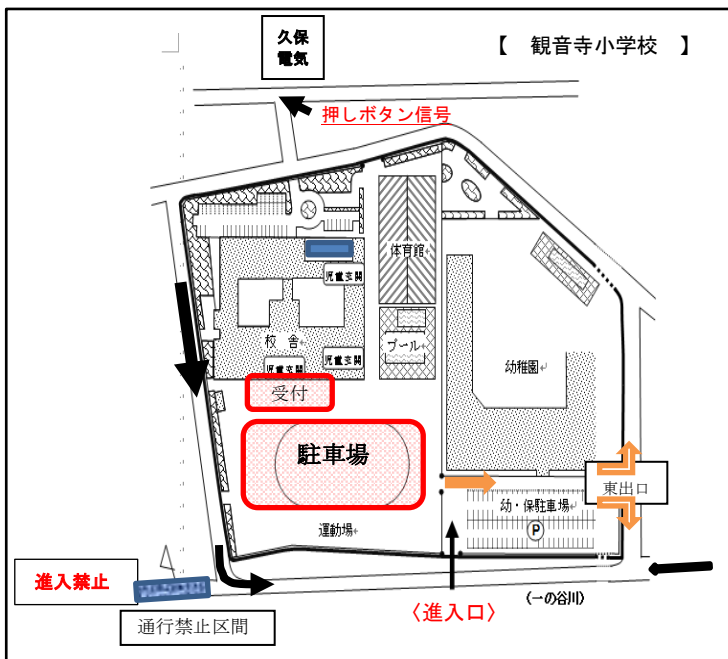 久保
電気
【 観音寺小学校 】
押しボタン信号
体育館
児童玄関
校 舎
プール
児童玄関
児童玄関
幼稚園
受付
駐車場
東出口
幼・保駐車場
P
運動場
進入禁止
〈進入口〉
(一の谷川)
通行禁止区間